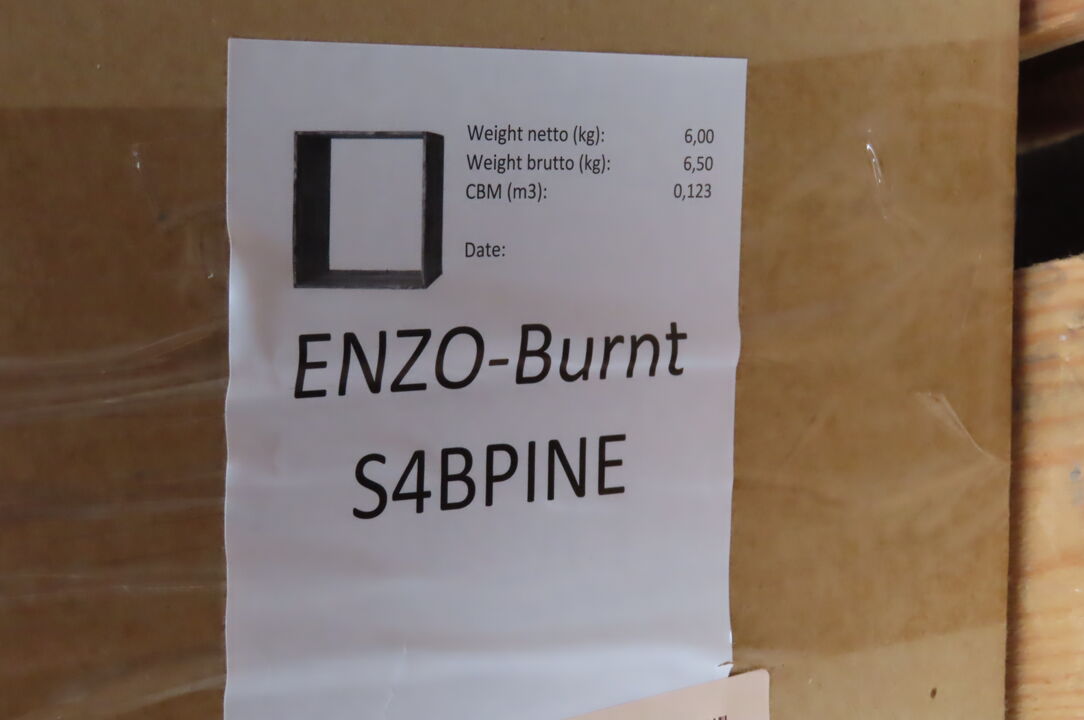 Weight netto (kg): 6,00
Weight brutto (kg): 6,50
CBM (m3): 0,123
Date:
ENZO-Burnt
S4BPINE